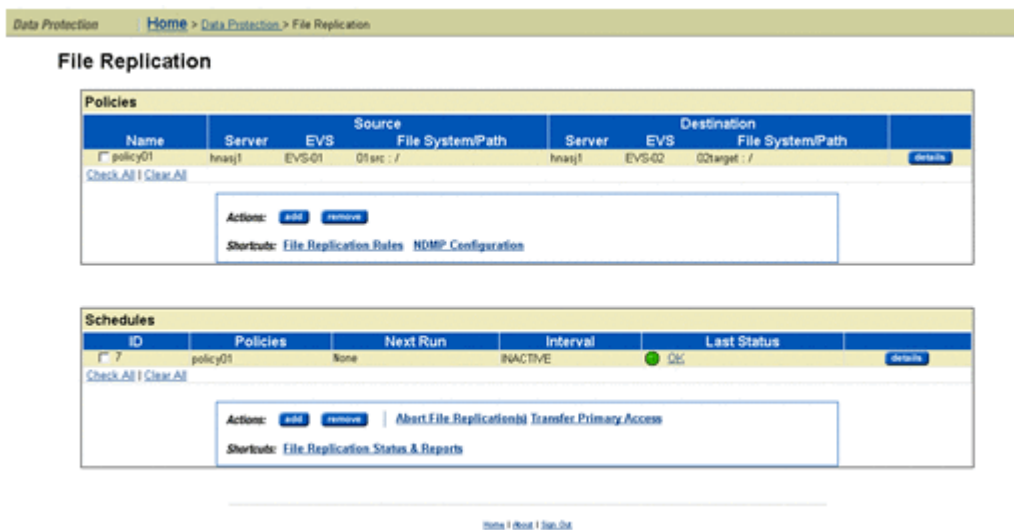 Data Protection Home > Data Protection > File Replication
File Replication
Policies
Source Destination
Name Server EVS File System/Path Server EVS File System/Path
policy01 hnasj1 EVS-01 01src : / hnasj1 EVS-02 02target : / details
Check All | Clear All
Actions: add remove
Shortcuts: File Replication Rules NDMP Configuration
Schedules
ID Policies Next Run Interval Last Status
7 policy01 None INACTIVE OK details
Check All | Clear All
Actions: add remove | Abort File Replication(s) Transfer Primary Access
Shortcuts: File Replication Status & Reports
Home | About | Sign Out